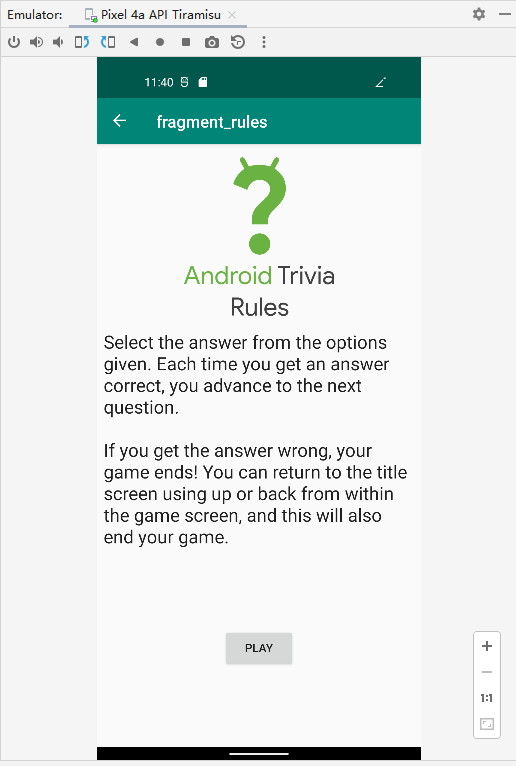 Emulator: Pixel 4a API Tiramisu
11:40
fragment_rules
Android Trivia
Rules
Select the answer from the options
given. Each time you get an answer
correct, you advance to the next
question.
If you get the answer wrong, your
game ends! You can return to the title
screen using up or back from within
the game screen, and this will also
end your game.
PLAY
1:1